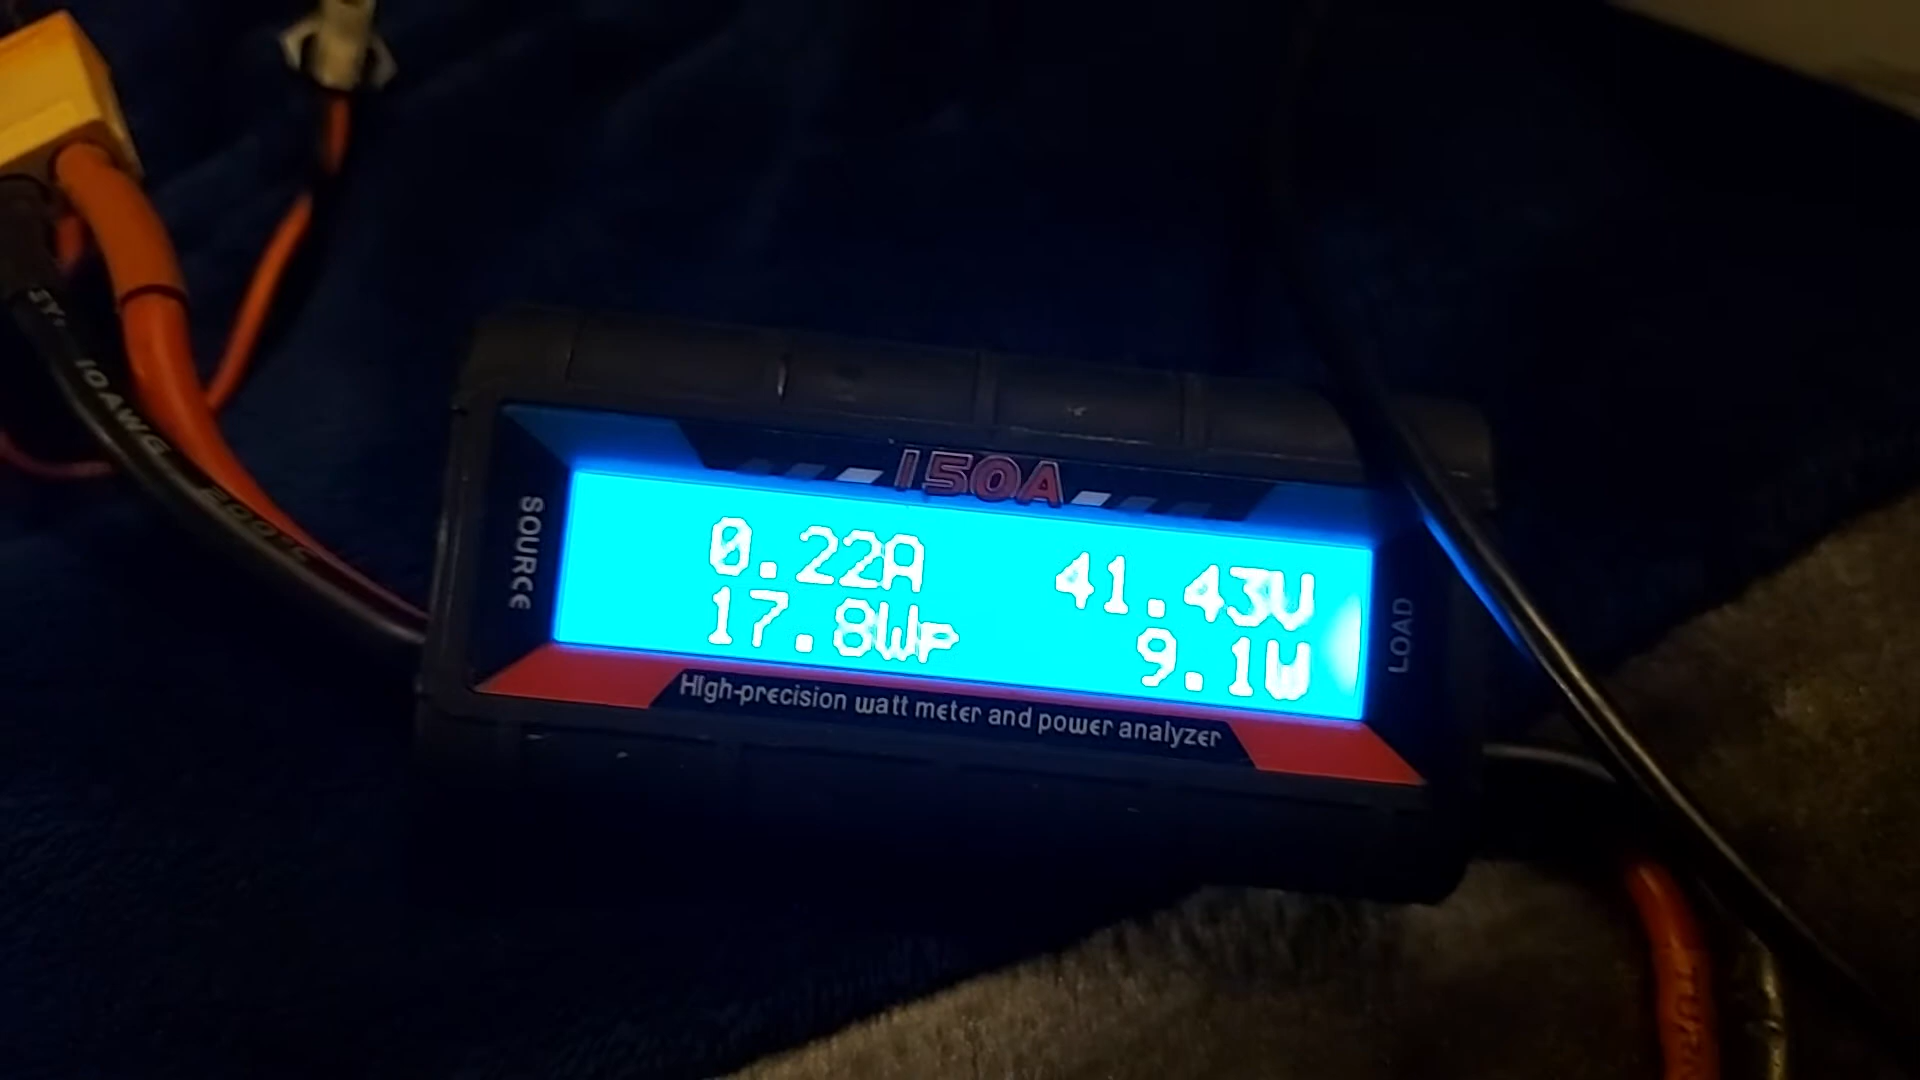 150A
SOURCE
0.22A 41.43V
17.8Wp 9.1W
LOAD
High-precision watt meter and power analyzer
10AWG 200°C